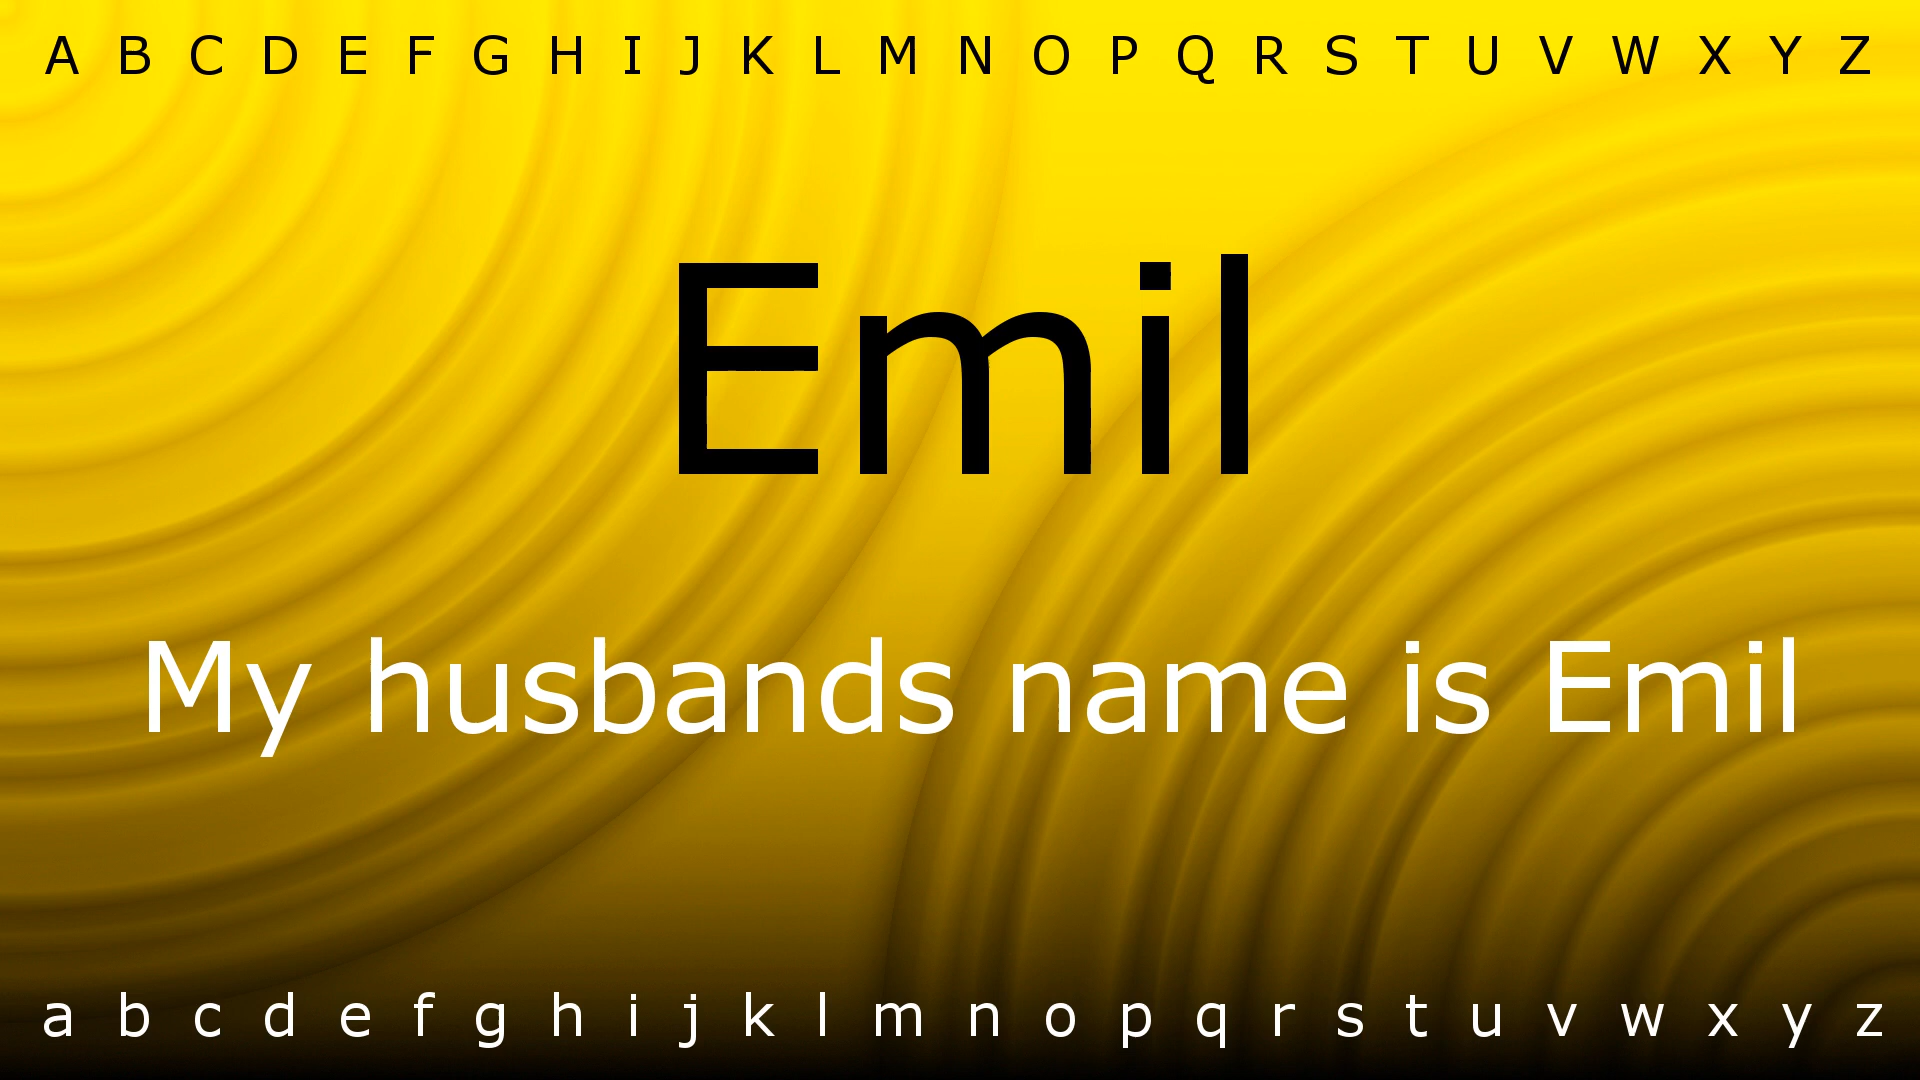 A B C D E F G H I J K L M N O P Q R S T U V W X Y Z
Emil
My husbands name is Emil
a b c d e f g h i j k l m n o p q r s t u v w x y z